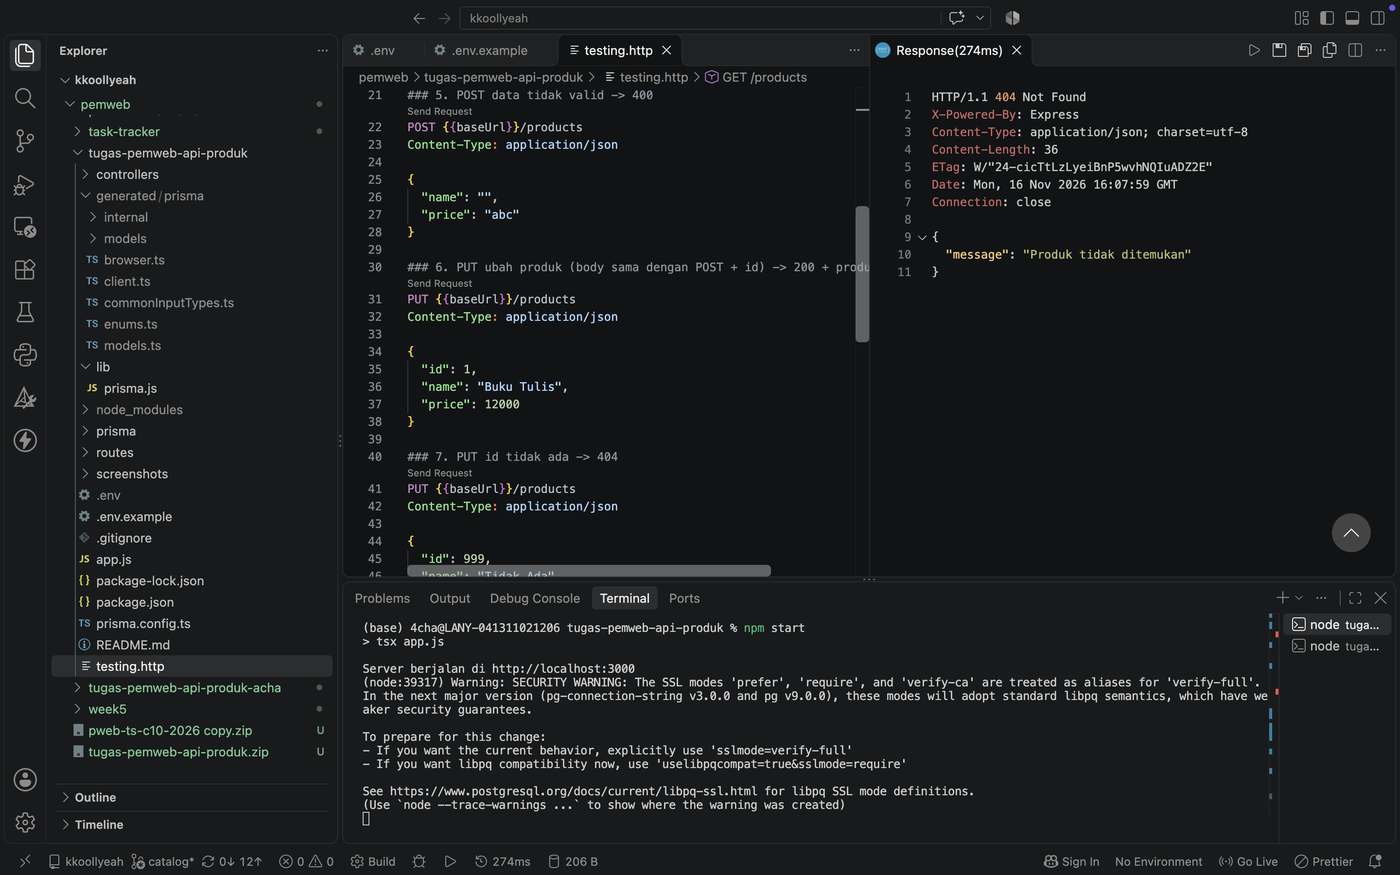 kkoollyeah
Explorer
kkoollyeah
pemweb
task-tracker
tugas-pemweb-api-produk
controllers
generated/prisma
internal
models
TS browser.ts
TS client.ts
TS commonInputTypes.ts
TS enums.ts
TS models.ts
lib
JS prisma.js
node_modules
prisma
routes
screenshots
.env
.env.example
.gitignore
JS app.js
{} package-lock.json
{} package.json
TS prisma.config.ts
README.md
testing.http
tugas-pemweb-api-produk-acha
week5
pweb-ts-c10-2026 copy.zip U
tugas-pemweb-api-produk.zip U
Outline
Timeline
.env
.env.example
testing.http
pemweb > tugas-pemweb-api-produk > testing.http > GET /products
21 ### 5. POST data tidak valid -> 400
Send Request
22 POST {{baseUrl}}/products
23 Content-Type: application/json
24
25 {
26 "name": "",
27 "price": "abc"
28 }
29
30 ### 6. PUT ubah produk (body sama dengan POST + id) -> 200 + produ
Send Request
31 PUT {{baseUrl}}/products
32 Content-Type: application/json
33
34 {
35 "id": 1,
36 "name": "Buku Tulis",
37 "price": 12000
38 }
39
40 ### 7. PUT id tidak ada -> 404
Send Request
41 PUT {{baseUrl}}/products
42 Content-Type: application/json
43
44 {
45 "id": 999,
46 "name": "Tidak Ada"
Response(274ms)
1 HTTP/1.1 404 Not Found
2 X-Powered-By: Express
3 Content-Type: application/json; charset=utf-8
4 Content-Length: 36
5 ETag: W/"24-cicTtLzLyeiBnP5wvhNQIuADZ2E"
6 Date: Mon, 16 Nov 2026 16:07:59 GMT
7 Connection: close
8
9 {
10 "message": "Produk tidak ditemukan"
11 }
Problems Output Debug Console Terminal Ports
(base) 4cha@LANY-041311021206 tugas-pemweb-api-produk % npm start
> tsx app.js
Server berjalan di http://localhost:3000
(node:39317) Warning: SECURITY WARNING: The SSL modes 'prefer', 'require', and 'verify-ca' are treated as aliases for 'verify-full'.
In the next major version (pg-connection-string v3.0.0 and pg v9.0.0), these modes will adopt standard libpq semantics, which have we
aker security guarantees.
To prepare for this change:
- If you want the current behavior, explicitly use 'sslmode=verify-full'
- If you want libpq compatibility now, use 'uselibpqcompat=true&sslmode=require'
See https://www.postgresql.org/docs/current/libpq-ssl.html for libpq SSL mode definitions.
(Use `node --trace-warnings ...` to show where the warning was created)
node tuga...
node tuga...
kkoollyeah catalog* 0↓ 12↑ 0 0 Build 274ms 206 B Sign In No Environment Go Live Prettier